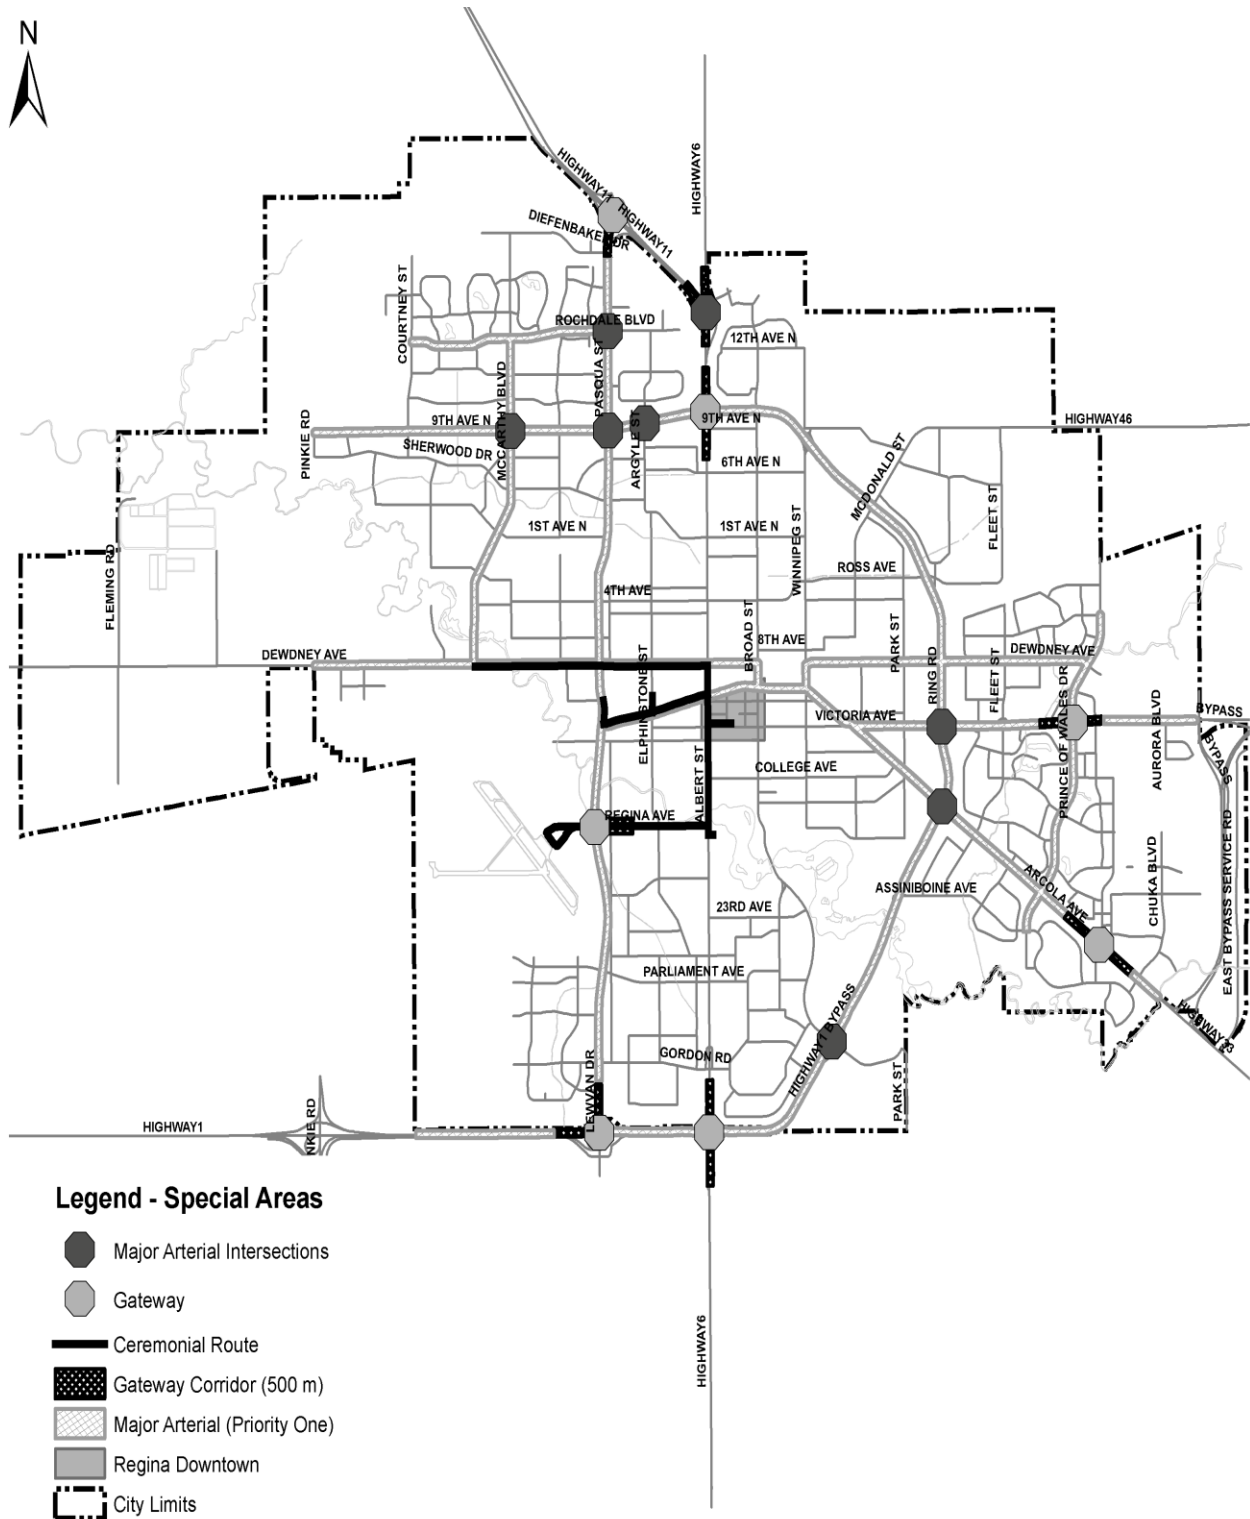 N
HIGHWAY11
HIGHWAY6
HIGHWAY11
DIEFENBAKER DR
COURTNEY ST
ROCHDALE BLVD
12TH AVE N
PASQUA ST
MCCARTHY BLVD
9TH AVE N
9TH AVE N
HIGHWAY46
PINKIE RD
SHERWOOD DR
ARGYLE ST
6TH AVE N
MCDONALD ST
FLEET ST
1ST AVE N
1ST AVE N
WINNIPEG ST
FLEMING RD
ROSS AVE
4TH AVE
BROAD ST
8TH AVE
PARK ST
DEWDNEY AVE
DEWDNEY AVE
ELPHINSTONE ST
RING RD
FLEET ST
PRINCE OF WALES DR
AURORA BLVD
BYPASS
VICTORIA AVE
BYPASS
ALBERT ST
COLLEGE AVE
REGINA AVE
EAST BYPASS SERVICE RD
ASSINIBOINE AVE
ARCOLA AVE
CHUKA BLVD
23RD AVE
PARLIAMENT AVE
HIGHWAY1 BYPASS
HIGHWAY33
GORDON RD
LEWVAN DR
PARK ST
HIGHWAY1
NKIE RD
Legend - Special Areas
Major Arterial Intersections
Gateway
Ceremonial Route
Gateway Corridor (500 m)
Major Arterial (Priority One)
Regina Downtown
City Limits
HIGHWAY6